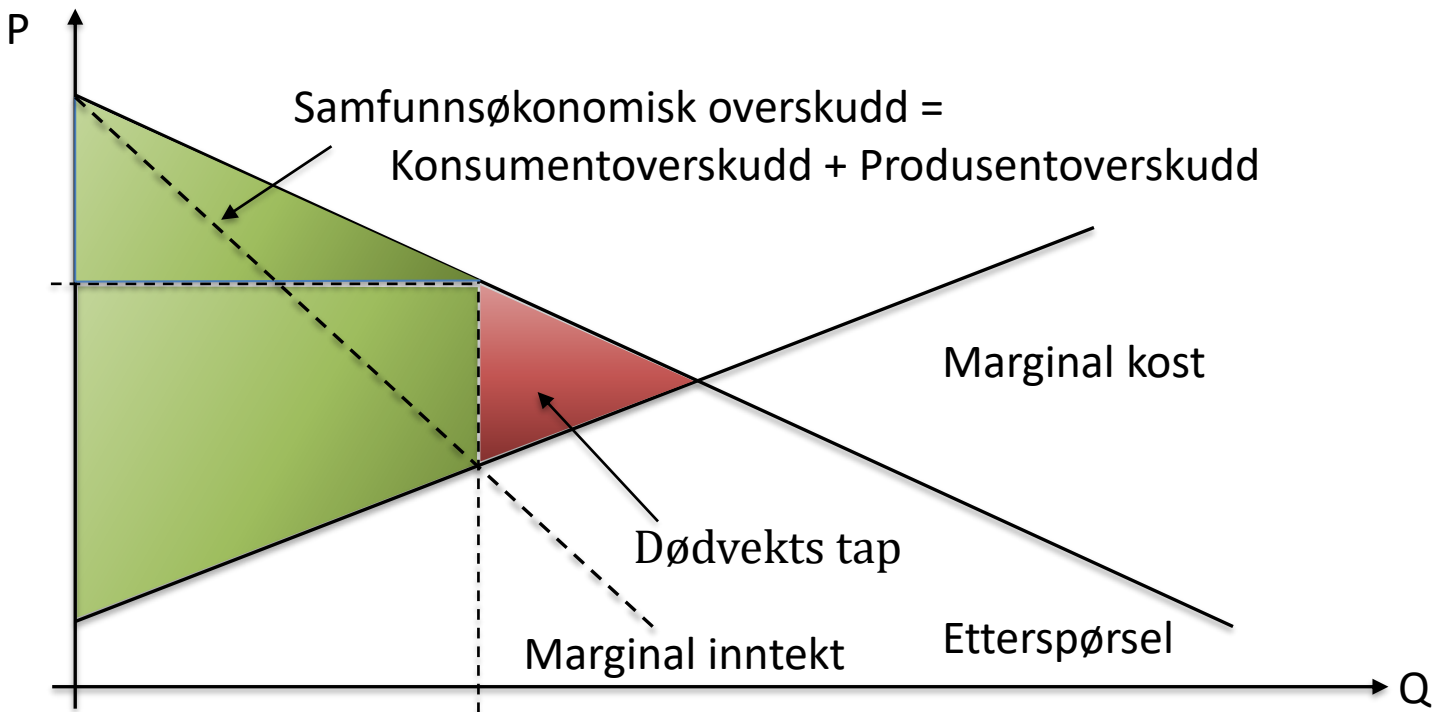 P
Samfunnsøkonomisk overskudd =
Konsumentoverskudd + Produsentoverskudd
Marginal kost
Dødvekts tap
Etterspørsel
Marginal inntekt
Q